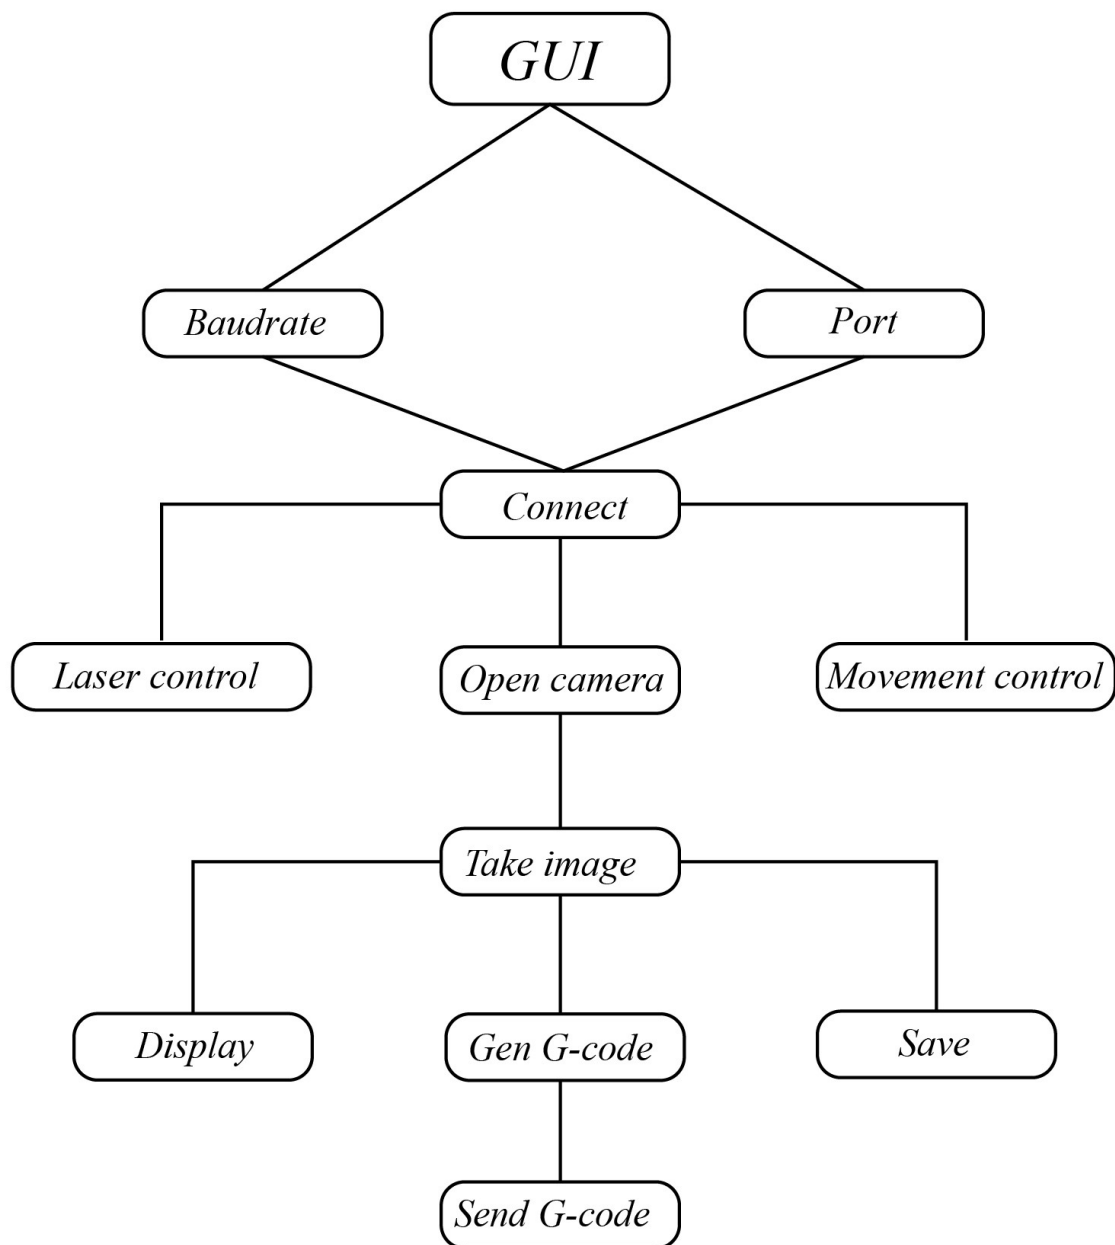 GUI
Baudrate
Port
Connect
Laser control
Open camera
Movement control
Take image
Display
Gen G-code
Save
Send G-code